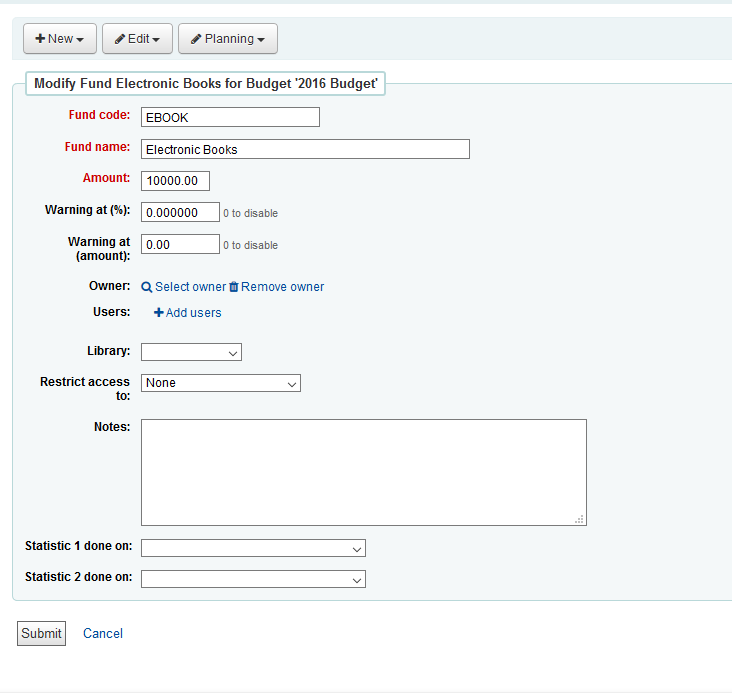 New Edit Planning
Modify Fund Electronic Books for Budget '2016 Budget'
Fund code: EBOOK
Fund name: Electronic Books
Amount: 10000.00
Warning at (%): 0.000000 0 to disable
Warning at
(amount): 0.00 0 to disable
Owner: Select owner Remove owner
Users: Add users
Library:
Restrict access
to: None
Notes:
Statistic 1 done on:
Statistic 2 done on:
Submit Cancel